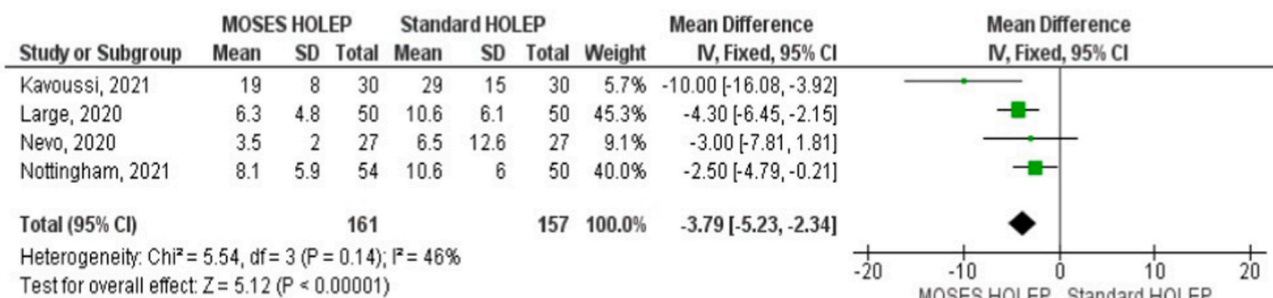 MOSES HOLEP Standard HOLEP Mean Difference Mean Difference
Study or Subgroup Mean SD Total Mean SD Total Weight IV, Fixed, 95% CI IV, Fixed, 95% CI
Kavoussi, 2021 19 8 30 29 15 30 5.7% -10.00 [-16.08, -3.92]
Large, 2020 6.3 4.8 50 10.6 6.1 50 45.3% -4.30 [-6.45, -2.15]
Nevo, 2020 3.5 2 27 6.5 12.6 27 9.1% -3.00 [-7.81, 1.81]
Nottingham, 2021 8.1 5.9 54 10.6 6 50 40.0% -2.50 [-4.79, -0.21]
Total (95% CI) 161 157 100.0% -3.79 [-5.23, -2.34]
Heterogeneity: Chi² = 5.54, df = 3 (P = 0.14); I² = 46%
Test for overall effect: Z = 5.12 (P < 0.00001)
-20 -10 0 10 20
MOSES HOLEP Standard HOLEP